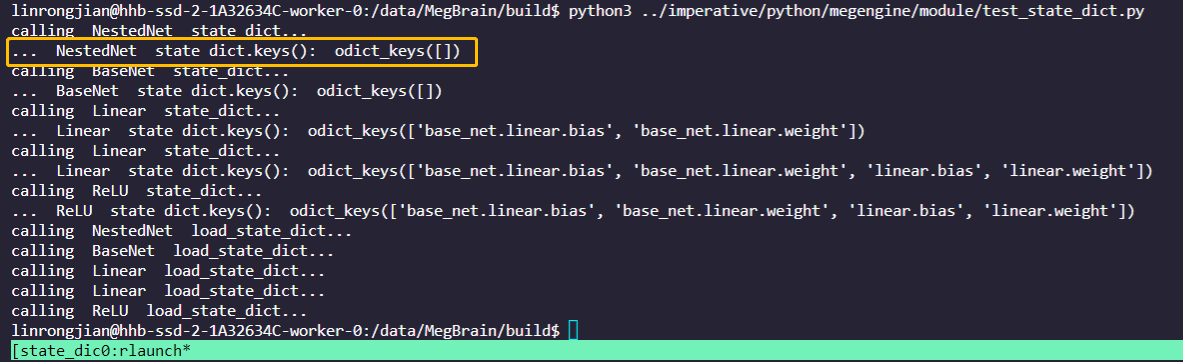 linrongjian@hhb-ssd-2-1A32634C-worker-0:/data/MegBrain/build$ python3 ../imperative/python/megengine/module/test_state_dict.py
calling  NestedNet  state_dict...
...  NestedNet  state dict.keys():  odict_keys([])
calling  BaseNet  state_dict...
...  BaseNet  state dict.keys():  odict_keys([])
calling  Linear  state_dict...
...  Linear  state dict.keys():  odict_keys(['base_net.linear.bias', 'base_net.linear.weight'])
calling  Linear  state_dict...
...  Linear  state dict.keys():  odict_keys(['base_net.linear.bias', 'base_net.linear.weight', 'linear.bias', 'linear.weight'])
calling  ReLU  state_dict...
...  ReLU  state dict.keys():  odict_keys(['base_net.linear.bias', 'base_net.linear.weight', 'linear.bias', 'linear.weight'])
calling  NestedNet  load_state_dict...
calling  BaseNet  load_state_dict...
calling  Linear  load_state_dict...
calling  Linear  load_state_dict...
calling  ReLU  load_state_dict...
linrongjian@hhb-ssd-2-1A32634C-worker-0:/data/MegBrain/build$
[state_dic0:rlaunch*